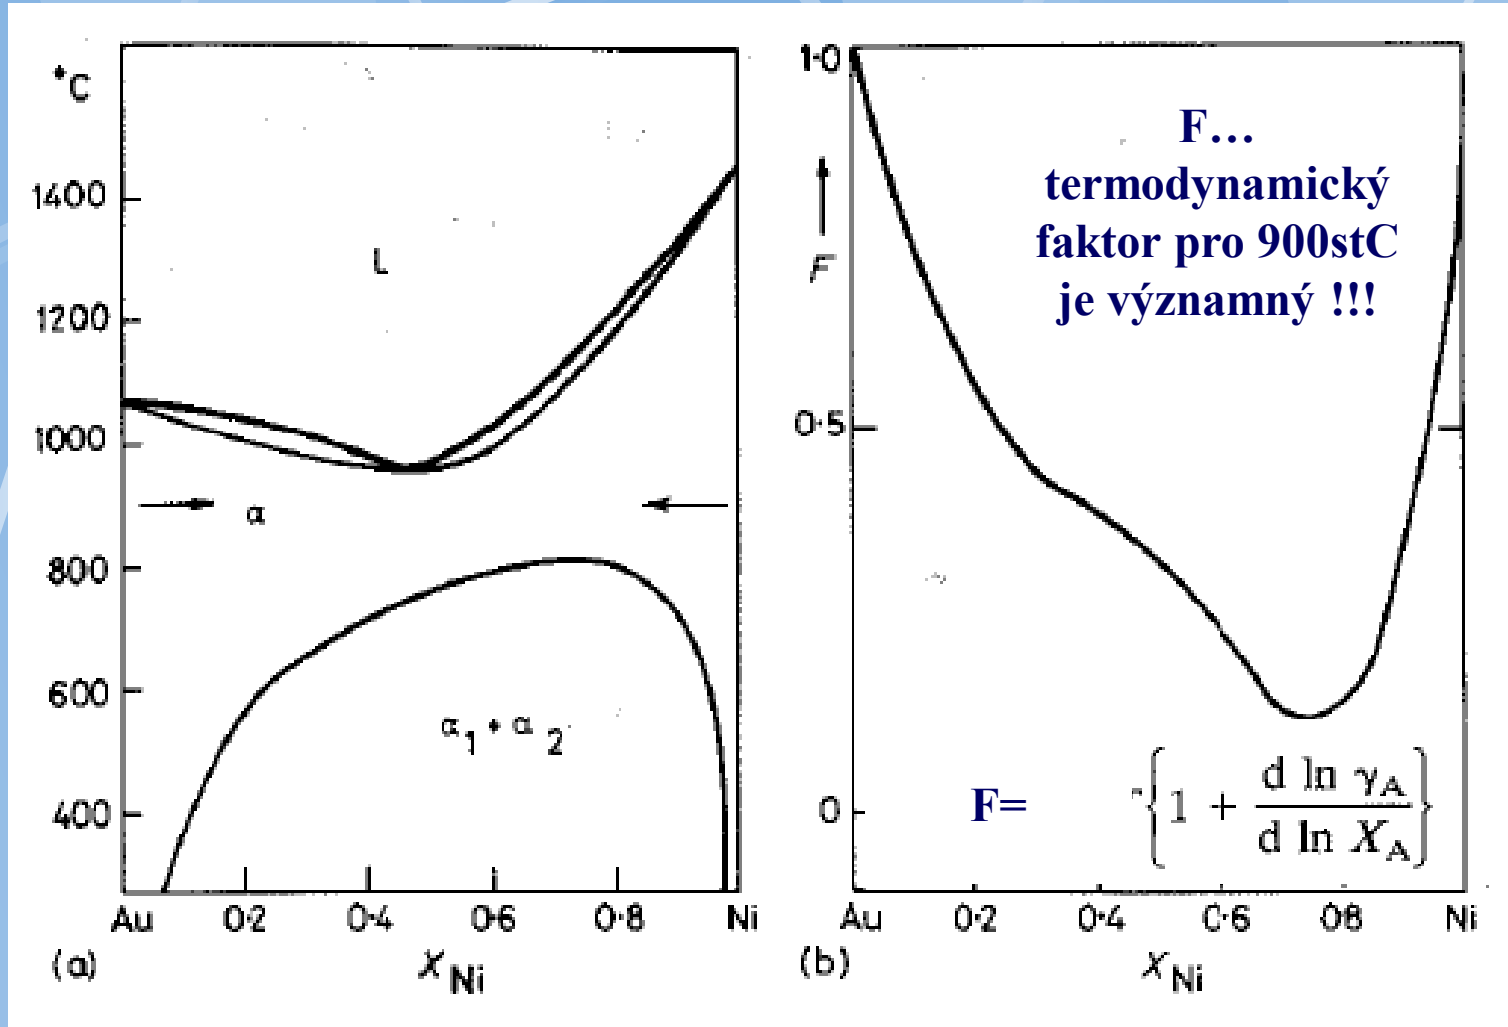 °C
1400
1200
1000
800
600
400
L
α
α1 + α2
Au 0·2 0·4 0·6 0·8 Ni
(a) XNi
1·0
F
0·5
0
F…
termodynamický
faktor pro 900stC
je významný !!!
F= {1 + d ln γA / d ln XA}
Au 0·2 0·4 0·6 0·8 Ni
(b) XNi